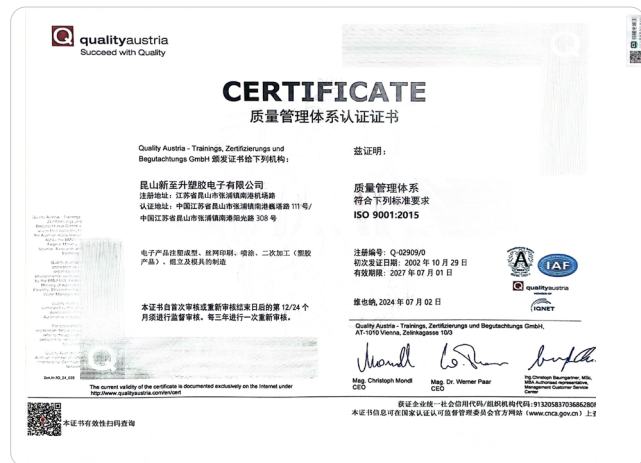 qualityaustria
Succeed with Quality
CERTIFICATE
质量管理体系认证证书
Quality Austria - Trainings, Zertifizierungs und
Begutachtungs GmbH 颁发证书给下列机构：
昆山新至升塑胶电子有限公司
注册地址：江苏省昆山市张浦镇南港机场路
认证地址：中国江苏省昆山市张浦镇南港巍塔路 111 号/
中国江苏省昆山市张浦镇南港阳光路 308 号
电子产品注塑成型、丝网印刷、喷涂、二次加工（塑胶
产品）、组立及模具的制造
本证书自首次审核或重新审核结束日后的第 12/24 个
月须进行监督审核。每三年进行一次重新审核。
兹证明：
质量管理体系
符合下列标准要求
ISO 9001:2015
注册编号：Q-02909/0
初次发证日期：2002 年 10 月 29 日
有效期限：2027 年 07 月 01 日
维也纳, 2024 年 07 月 02 日
IAF
qualityaustria
IQNET
Quality Austria - Trainings, Zertifizierungs und Begutachtungs GmbH,
AT-1010 Vienna, Zelinkagasse 10/3
Mag. Christoph Mondl
CEO
Mag. Dr. Werner Paar
CEO
Ing. Christoph Baumgartner, MSc,
MBA Authorised representative,
Management Customer Service
Center
The current validity of the certificate is documented exclusively on the Internet under
http://www.qualityaustria.com/en/cert
获证企业统一社会信用代码/组织机构代码:91320583703686280
本证书信息可在国家认证认可监督管理委员会官方网站 (www.cnca.gov.cn) 上
本证书有效性扫码查询